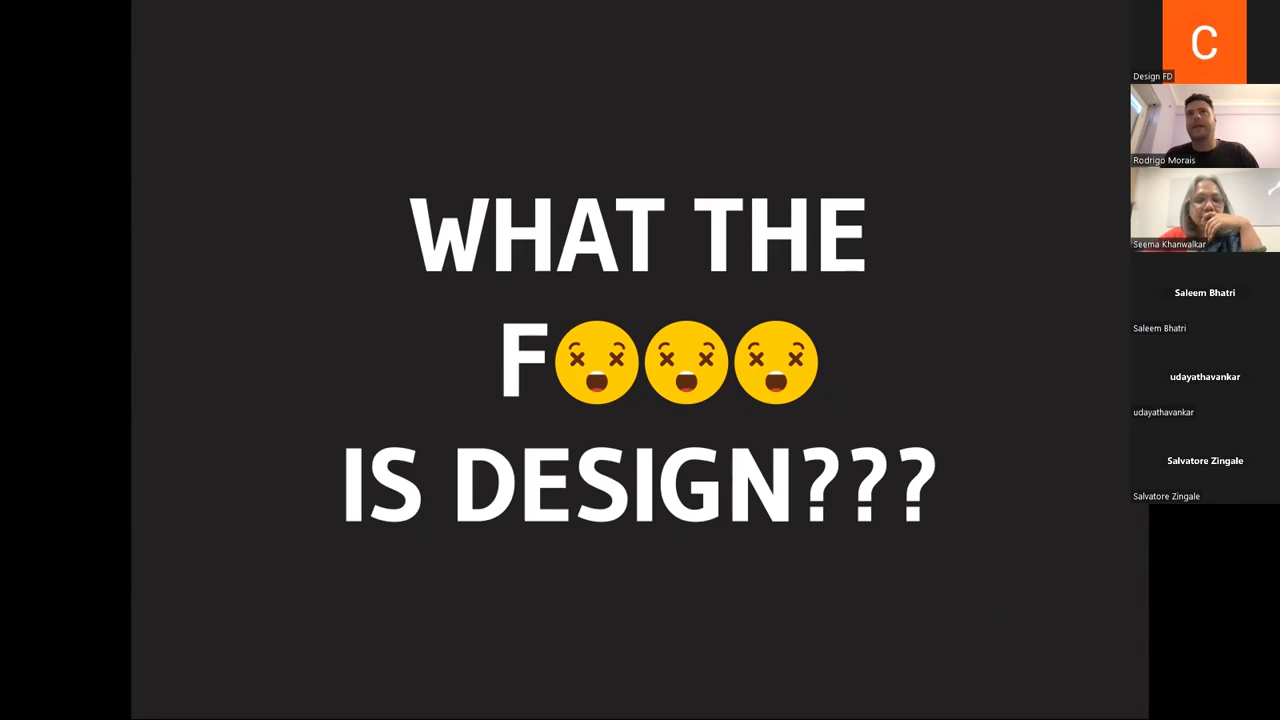 WHAT THE
F😲😲😲
IS DESIGN???
C
Design FD
Rodrigo Morais
Seema Khanwalkar
Saleem Bhatri
Saleem Bhatri
udayathavankar
udayathavankar
Salvatore Zingale
Salvatore Zingale